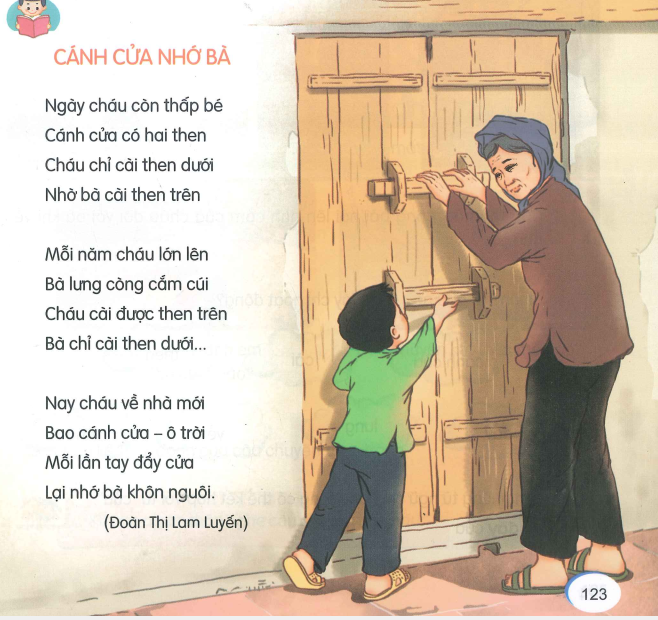 CÁNH CỬA NHỚ BÀ
Ngày cháu còn thấp bé
Cánh cửa có hai then
Cháu chỉ cài then dưới
Nhờ bà cài then trên
Mỗi năm cháu lớn lên
Bà lưng còng cắm cúi
Cháu cài được then trên
Bà chỉ cài then dưới...
Nay cháu về nhà mới
Bao cánh cửa – ô trời
Mỗi lần tay đẩy cửa
Lại nhớ bà khôn nguôi.
(Đoàn Thị Lam Luyến)
123